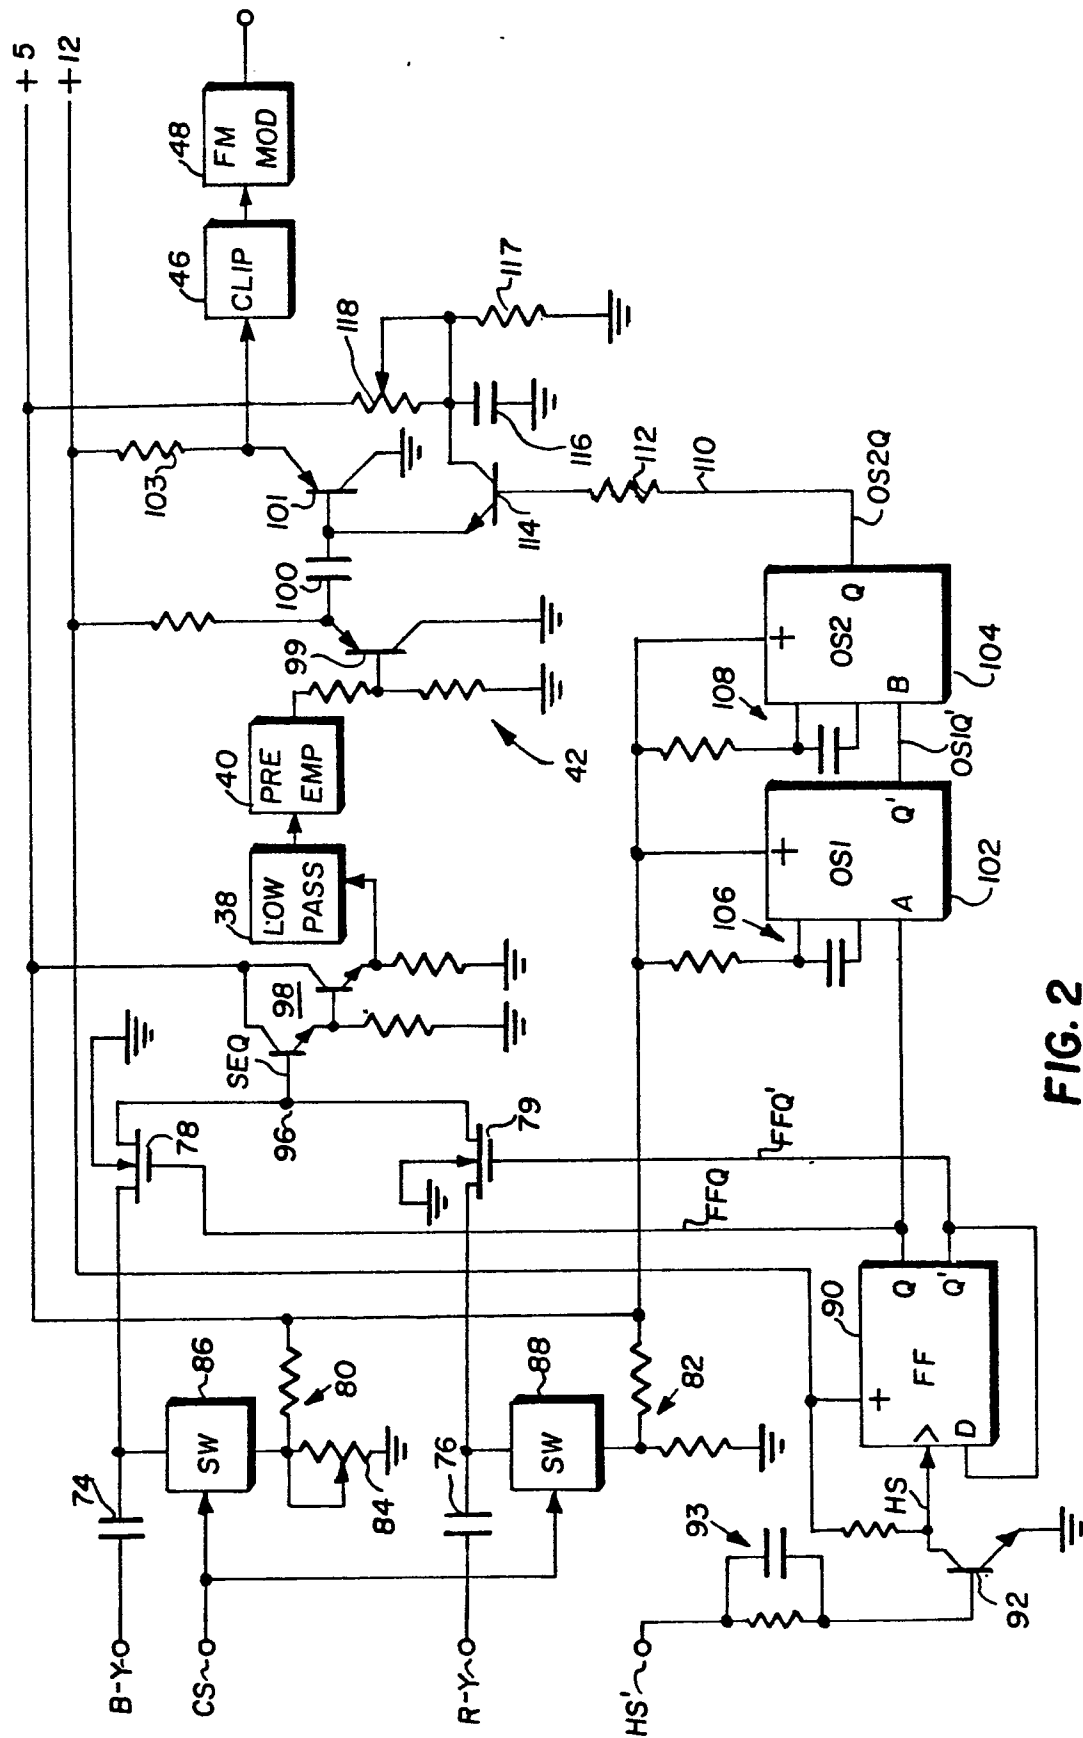 +5
+12
48
FM
MOD
46
CLIP
118
117
116
103
101
114
112
110
OS2Q
100
99
42
40
PRE
EMP
38
LOW
PASS
98
SEQ
96
78
79
FFQ
FFQ'
108
OS2
+
Q
B
104
OS1Q'
106
OS1
+
Q'
A
102
90
FF
+
Q
Q'
D
HS
92
93
HS'
86
SW
80
84
88
SW
82
74
76
B-Y
CS
R-Y
FIG. 2